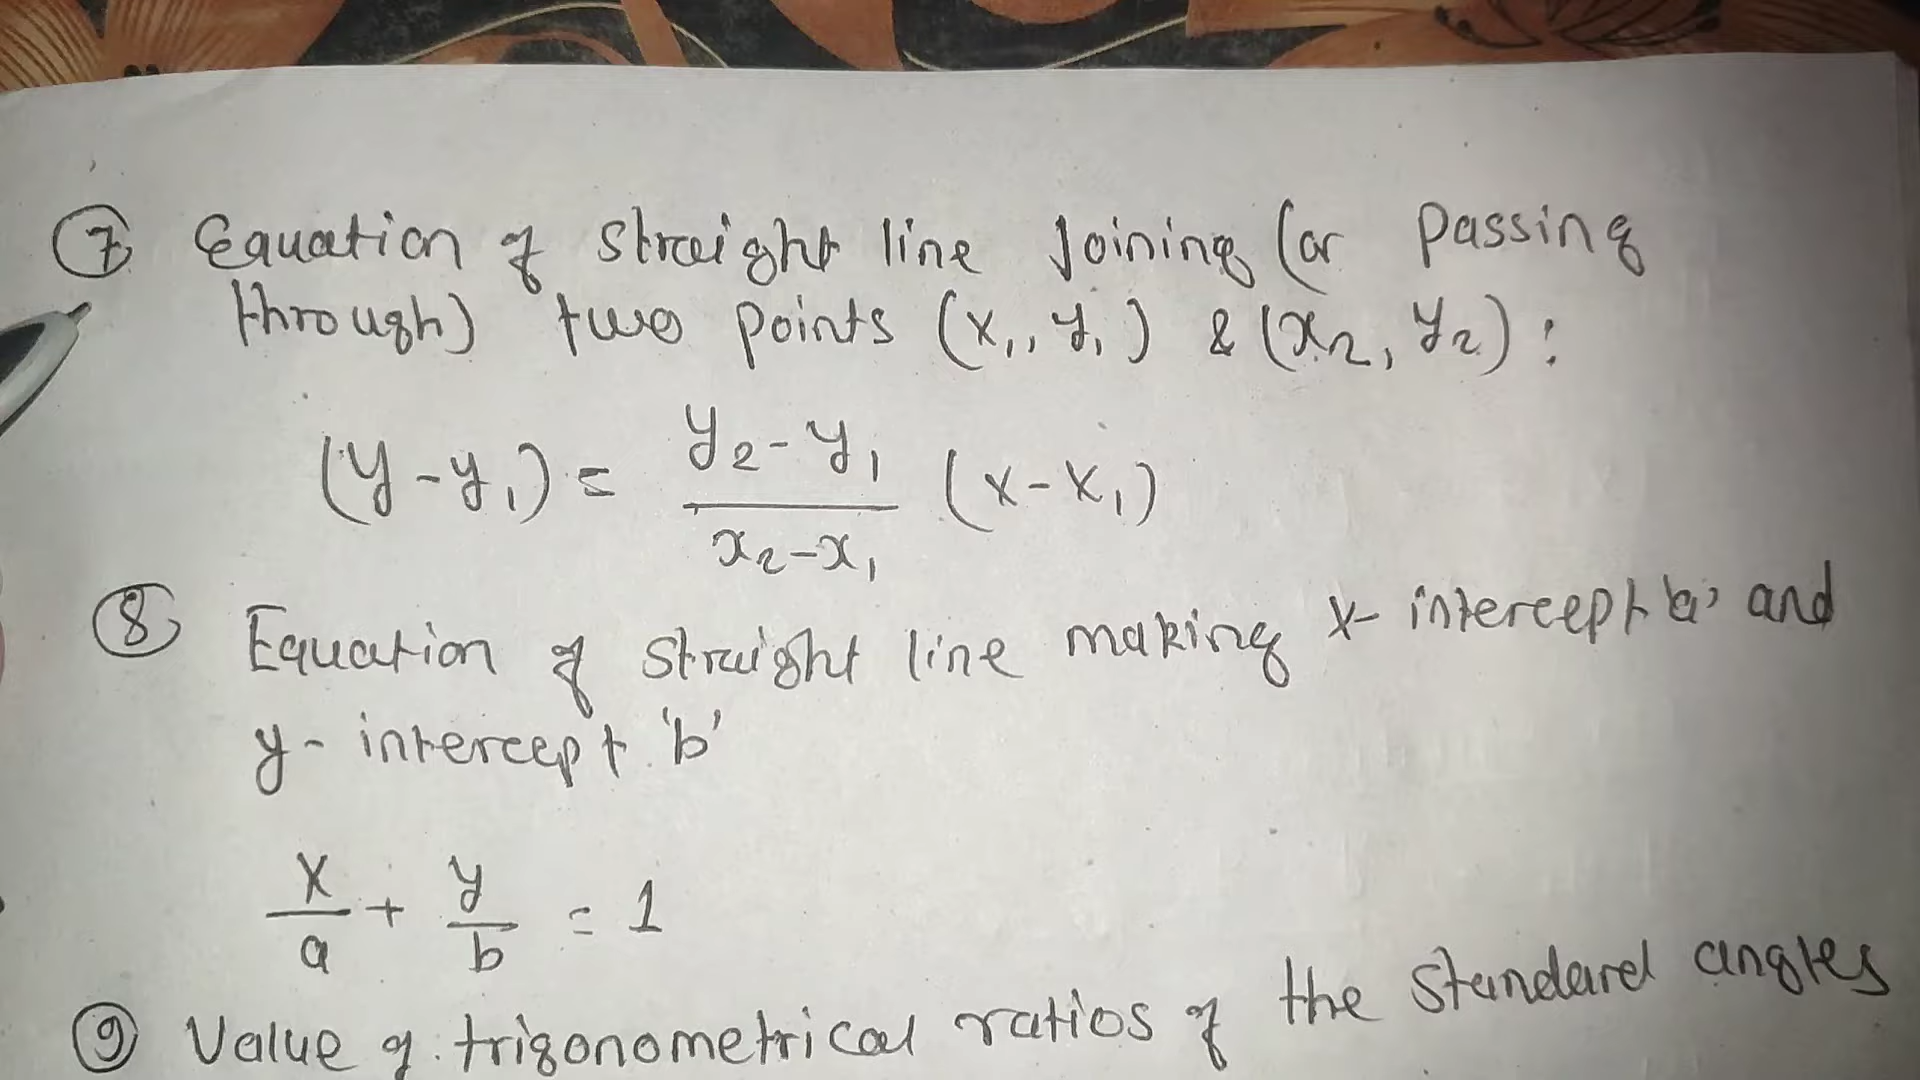 ⑦ Equation of straight line Joining (or passing
through) two points (x₁, y₁) & (x₂, y₂) :
(y - y₁) = y₂ - y₁ / x₂ - x₁ (x - x₁)
⑧ Equation of straight line making x- intercept 'a' and
y- intercept 'b'
x/a + y/b = 1
⑨ Value of trigonometrical ratios of the standard angles